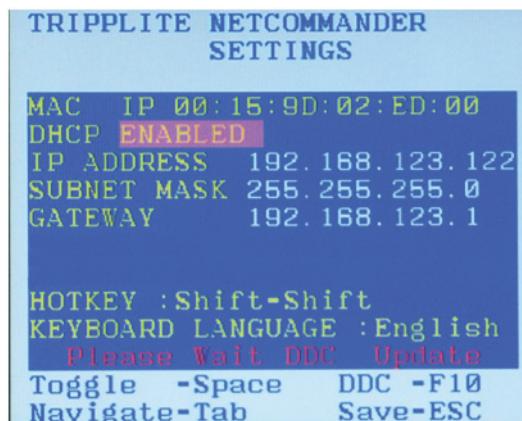 TRIPPLITE NETCOMMANDER
SETTINGS
MAC IP 00:15:9D:02:ED:00
DHCP ENABLED
IP ADDRESS 192.168.123.122
SUBNET MASK 255.255.255.0
GATEWAY 192.168.123.1
HOTKEY :Shift-Shift
KEYBOARD LANGUAGE :English
Please Wait DDC Update
Toggle -Space DDC -F10
Navigate-Tab Save-ESC